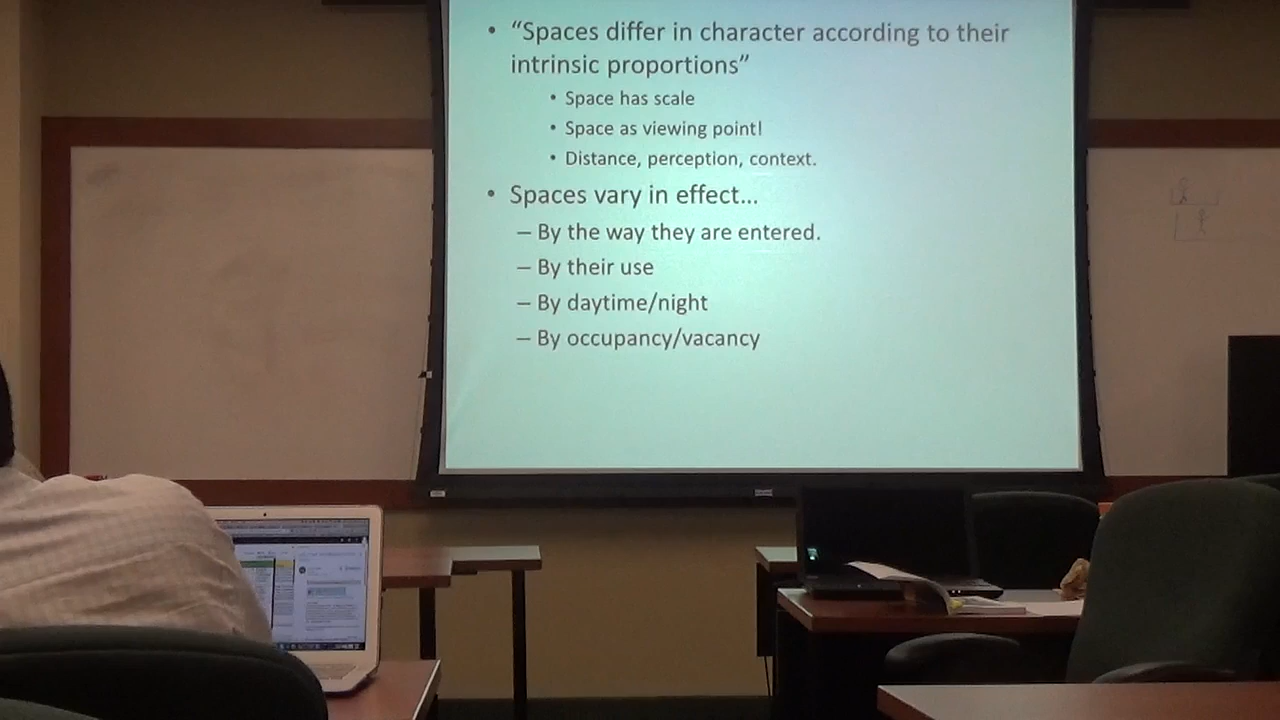 • “Spaces differ in character according to their
intrinsic proportions”
• Space has scale
• Space as viewing point!
• Distance, perception, context.
• Spaces vary in effect…
– By the way they are entered.
– By their use
– By daytime/night
– By occupancy/vacancy